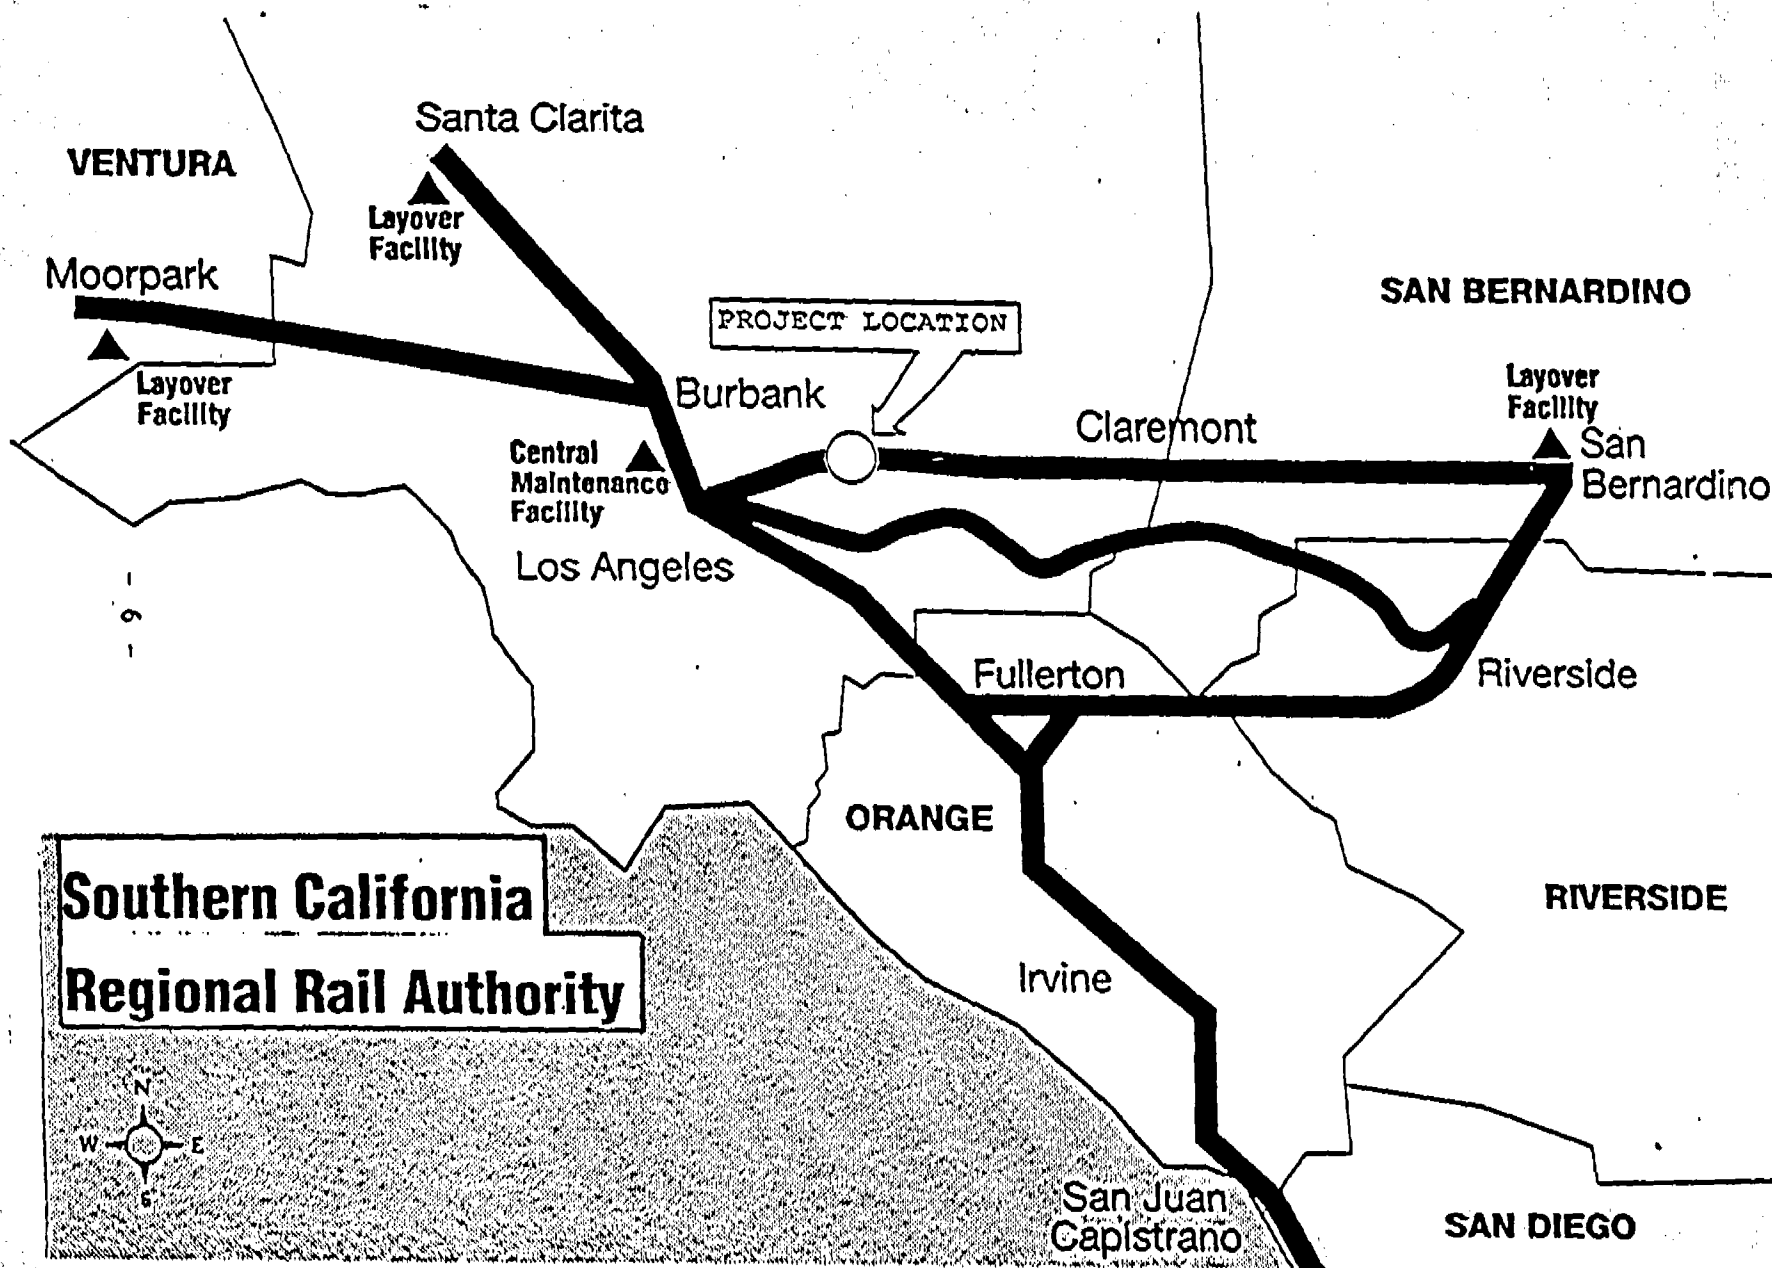 Santa Clarita
VENTURA
Layover
Facility
Moorpark
SAN BERNARDINO
PROJECT LOCATION
Layover
Facility
Layover
Facility
Burbank
Claremont
San
Bernardino
Central
Maintenance
Facility
Los Angeles
- 6 -
Fullerton
Riverside
ORANGE
Southern California
Regional Rail Authority
RIVERSIDE
Irvine
N
W E
S
San Juan
Capistrano
SAN DIEGO